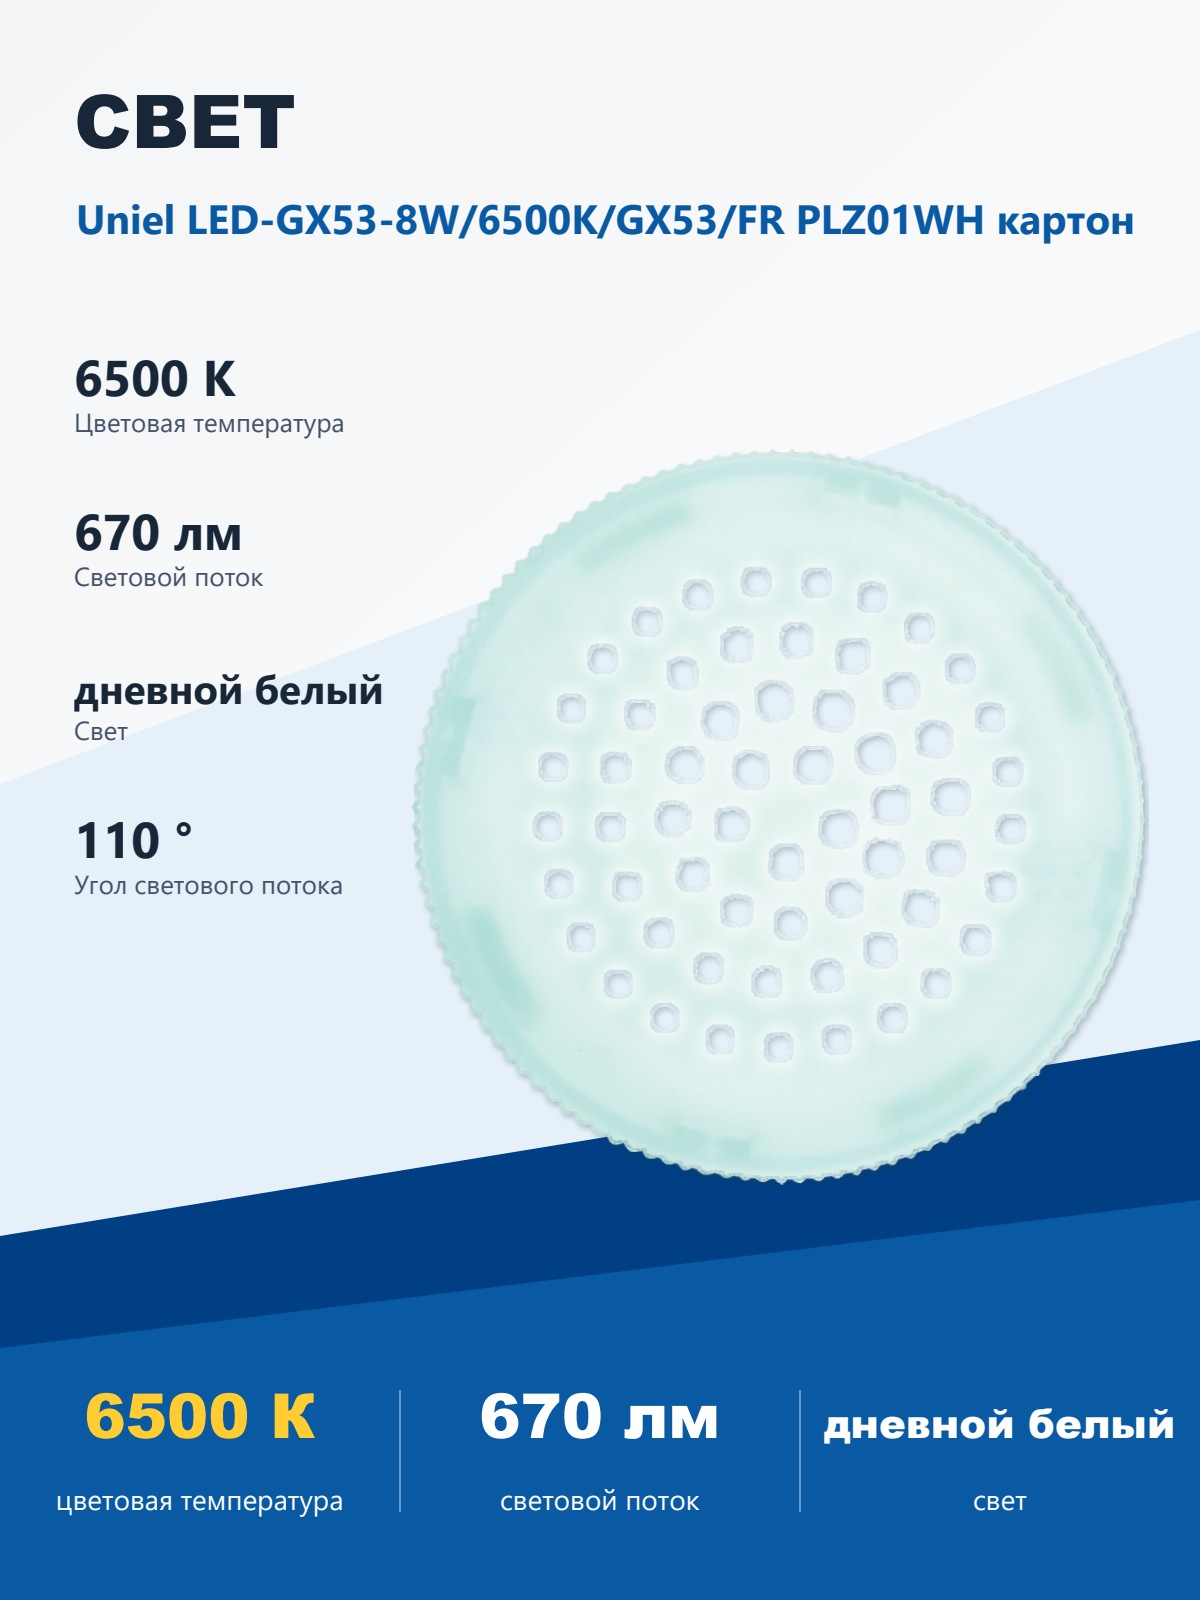 СВЕТ
Uniel LED-GX53-8W/6500K/GX53/FR PLZ01WH картон
6500 К
Цветовая температура
670 лм
Световой поток
дневной белый
Свет
110 °
Угол светового потока
6500 К
цветовая температура
670 лм
световой поток
дневной белый
свет